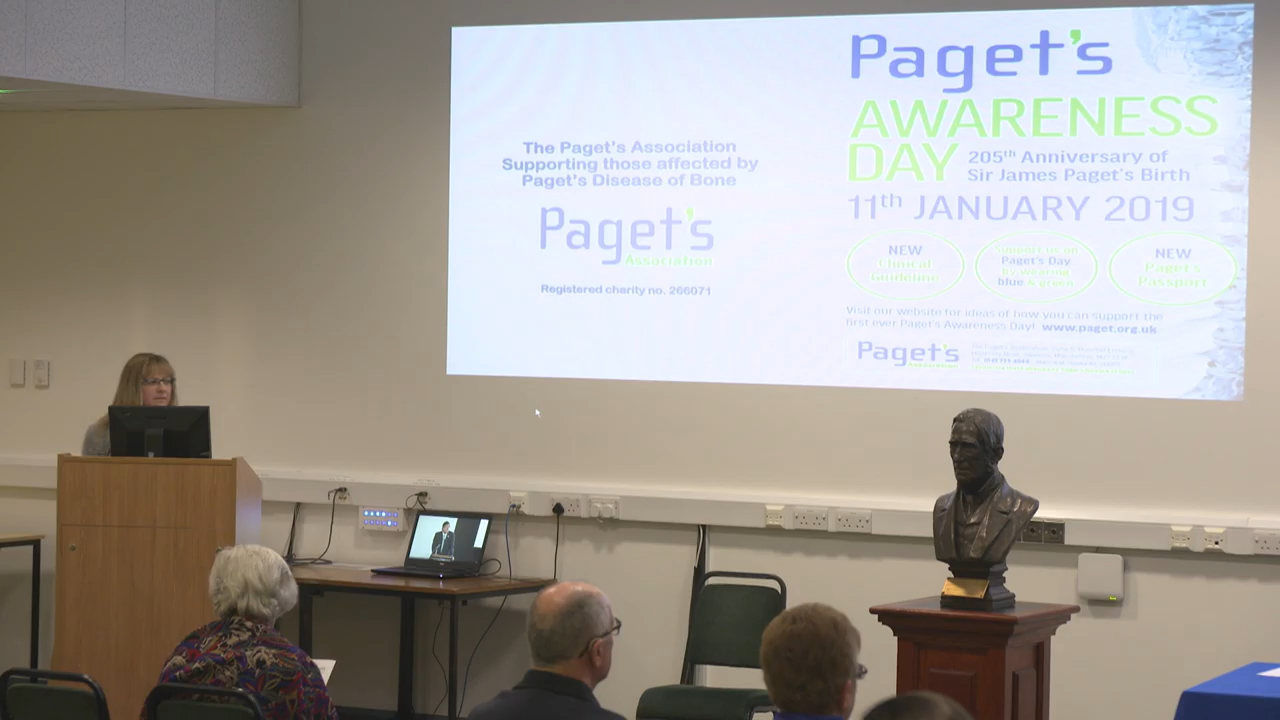 The Paget's Association
Supporting those affected by
Paget's Disease of Bone
Paget's
Association
Registered charity no. 266071
Paget's
AWARENESS
DAY
205th Anniversary of
Sir James Paget's Birth
11th JANUARY 2019
NEW
Clinical
Guideline
Support us on
Paget's Day
by wearing
blue & green
NEW
Paget's
Passport
Visit our website for ideas of how you can support the
first ever Paget's Awareness Day! www.paget.org.uk
Paget's
Association